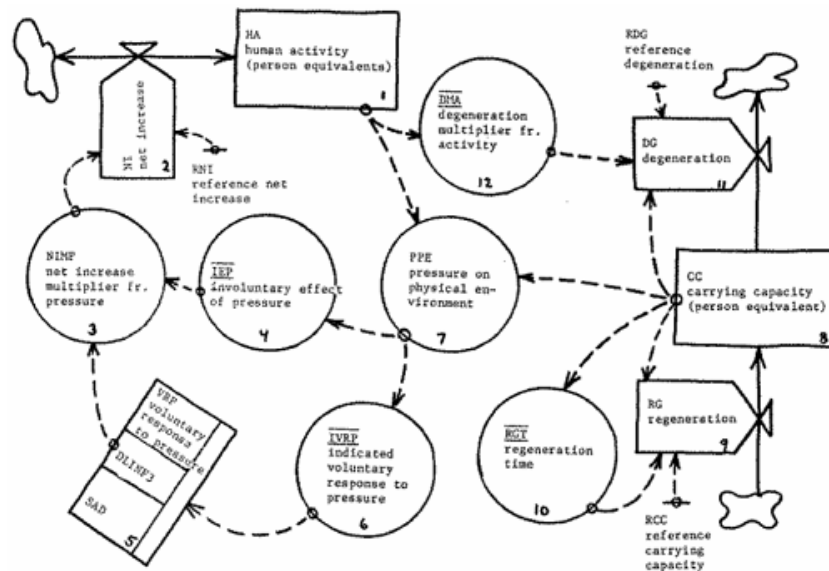 HA
human activity
(person equivalents)
1
NI
net increase
2
RNI
reference net
increase
DMA
degeneration
multiplier fr.
activity
12
RDG
reference
degeneration
DG
degeneration
11
NIMP
net increase
multiplier fr.
pressure
3
IEP
involuntary effect
of pressure
4
PPE
pressure on
physical en-
vironment
7
CC
carrying capacity
(person equivalent)
8
VRP
voluntary
response
to pressure
DLINF3
SAD
5
IVRP
indicated
voluntary
response to
pressure
6
RGT
regeneration
time
10
RG
regeneration
9
RCC
reference
carrying
capacity